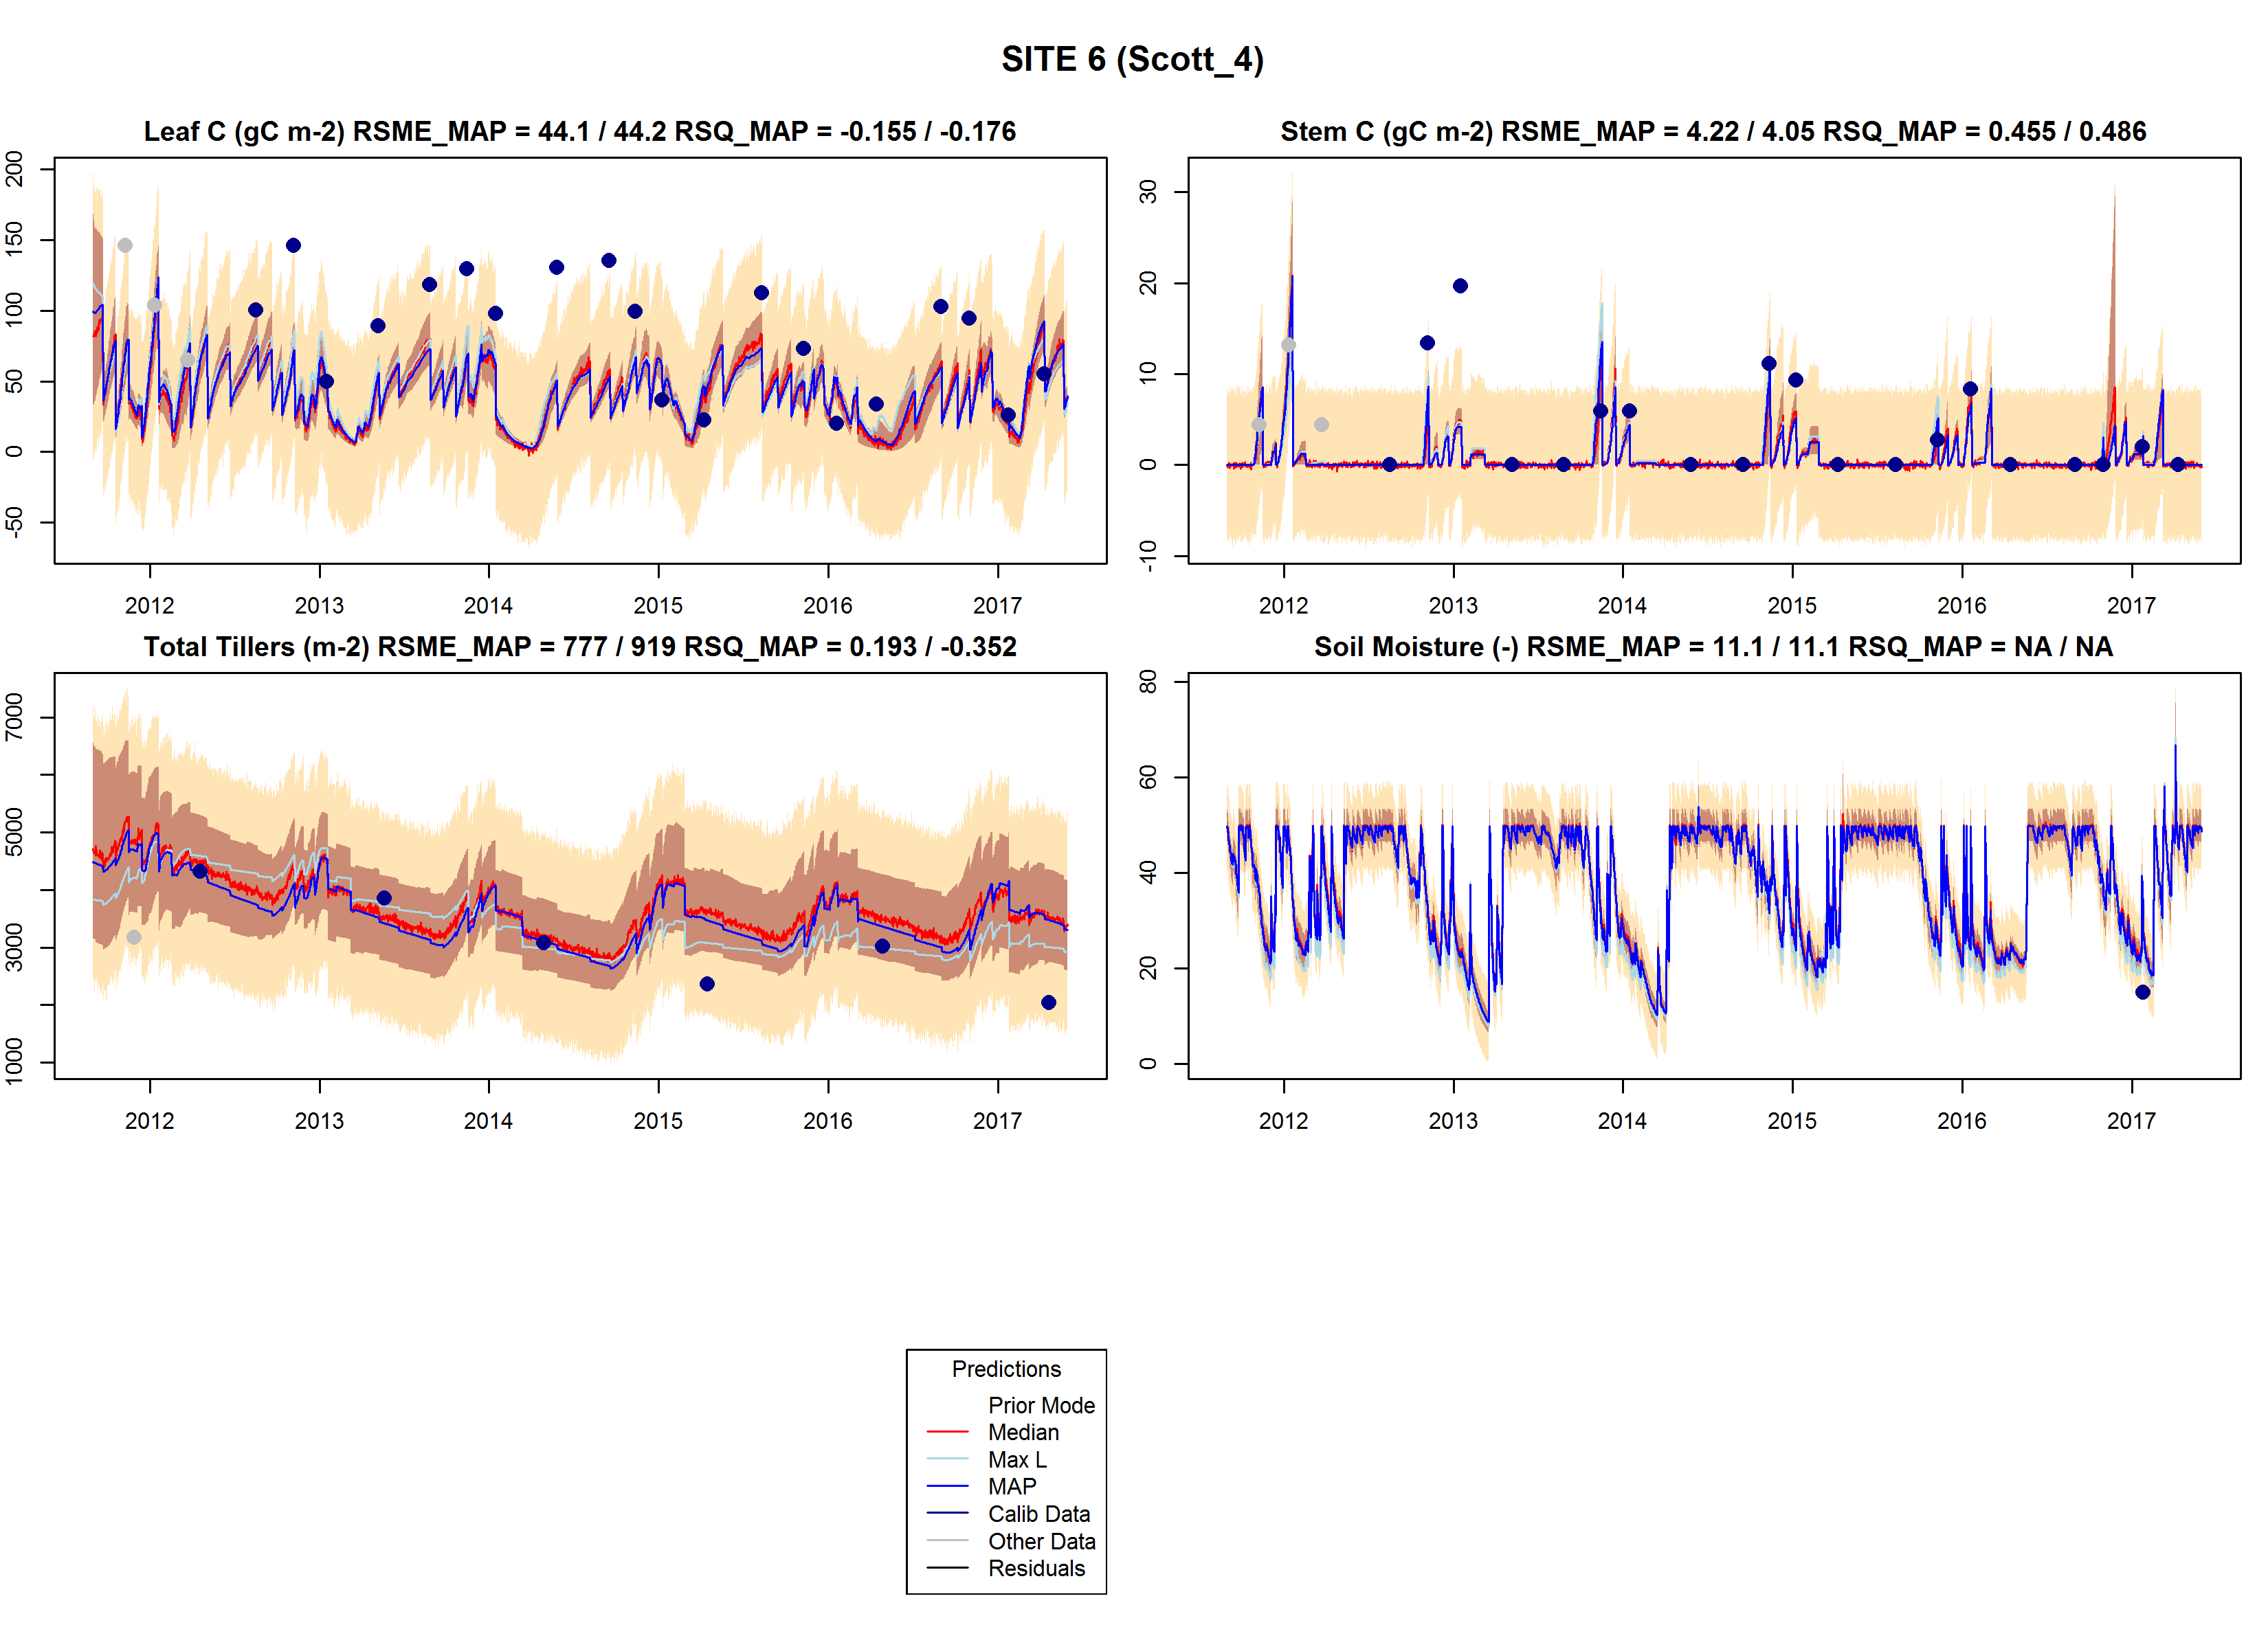 SITE 6 (Scott_4)
Leaf C (gC m-2) RSME_MAP = 44.1 / 44.2 RSQ_MAP = -0.155 / -0.176
200
150
100
50
0
-50
2012 2013 2014 2015 2016 2017
Stem C (gC m-2) RSME_MAP = 4.22 / 4.05 RSQ_MAP = 0.455 / 0.486
30
20
10
0
-10
2012 2013 2014 2015 2016 2017
Total Tillers (m-2) RSME_MAP = 777 / 919 RSQ_MAP = 0.193 / -0.352
7000
5000
3000
1000
2012 2013 2014 2015 2016 2017
Soil Moisture (-) RSME_MAP = 11.1 / 11.1 RSQ_MAP = NA / NA
80
60
40
20
0
2012 2013 2014 2015 2016 2017
Predictions
Prior Mode
Median
Max L
MAP
Calib Data
Other Data
Residuals